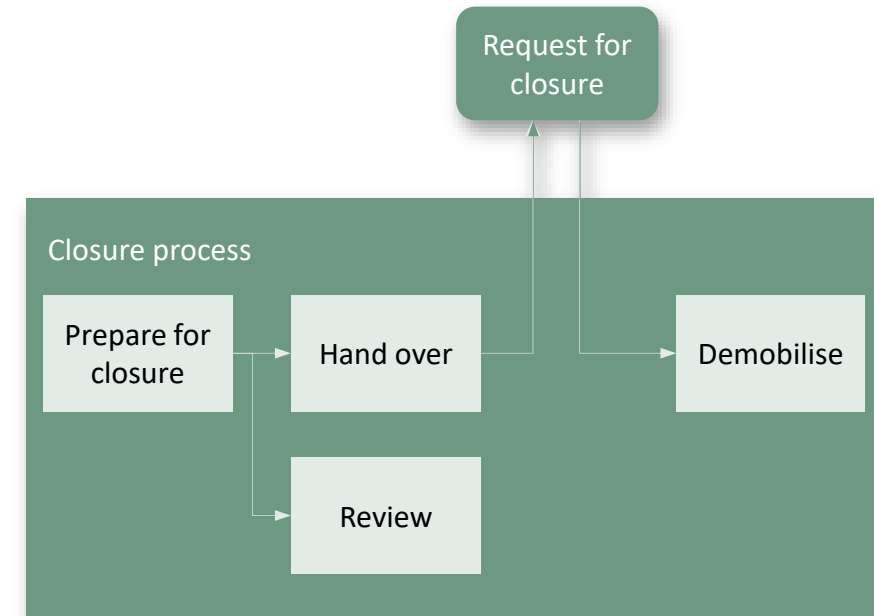 Request for
closure
Closure process
Prepare for
closure
Hand over
Demobilise
Review